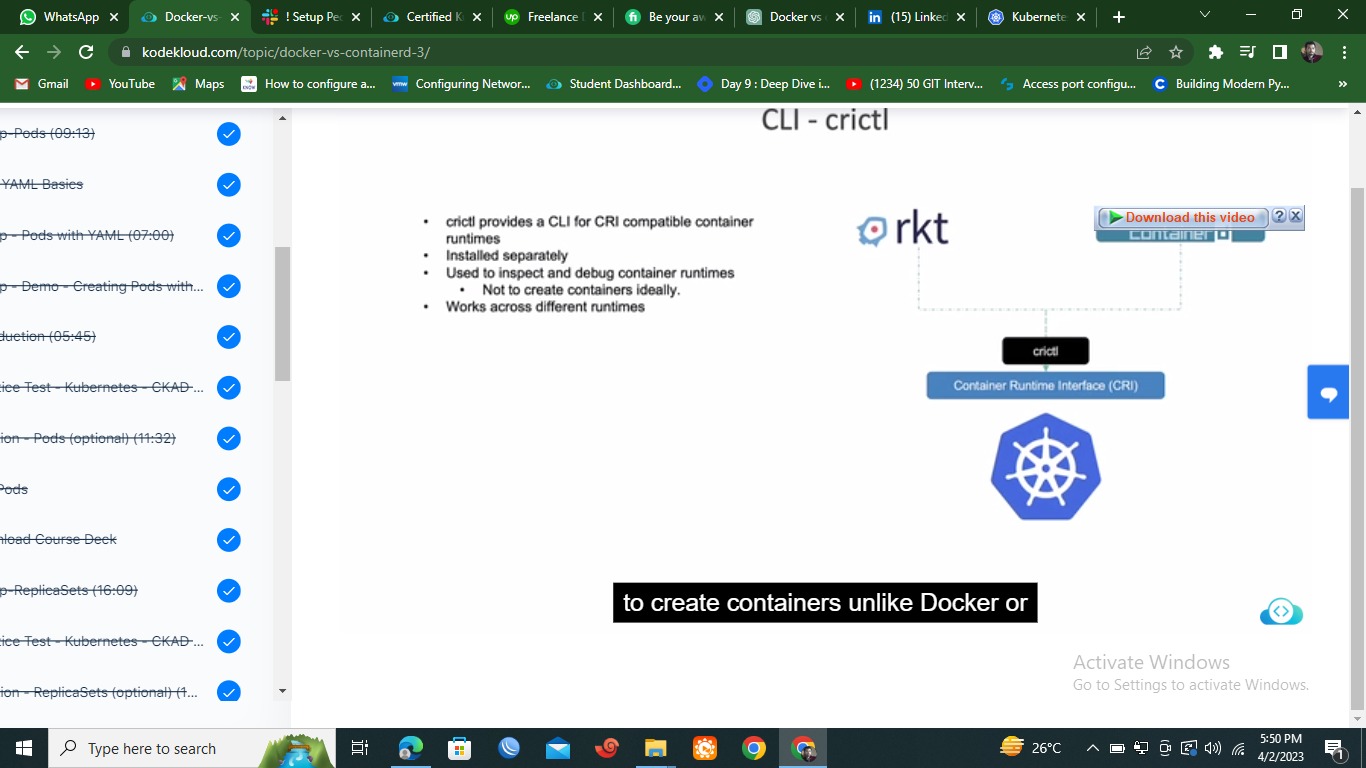 WhatsApp
Docker-vs-
! Setup Pec
Certified K
Freelance
Be your aw
Docker vs
(15) Linked
Kubernete
kodekloud.com/topic/docker-vs-containerd-3/
Gmail
YouTube
Maps
How to configure a...
Configuring Networ...
Student Dashboard...
Day 9 : Deep Dive i...
(1234) 50 GIT Interv...
Access port configu...
Building Modern Py...
»
p-Pods (09:13)
YAML Basics
p - Pods with YAML (07:00)
p - Demo - Creating Pods with...
duction (05:45)
ice Test - Kubernetes - CKAD ...
ion - Pods (optional) (11:32)
Pods
nload Course Deck
p-ReplicaSets (16:09)
ice Test - Kubernetes - CKAD ...
ion - ReplicaSets (optional) (1...
CLI - crictl
• crictl provides a CLI for CRI compatible container
runtimes
• Installed separately
• Used to inspect and debug container runtimes
• Not to create containers ideally.
• Works across different runtimes
rkt
Download this video
? X
container d
crictl
Container Runtime Interface (CRI)
to create containers unlike Docker or
Activate Windows
Go to Settings to activate Windows.
Type here to search
26°C
5:50 PM
4/2/2023
1